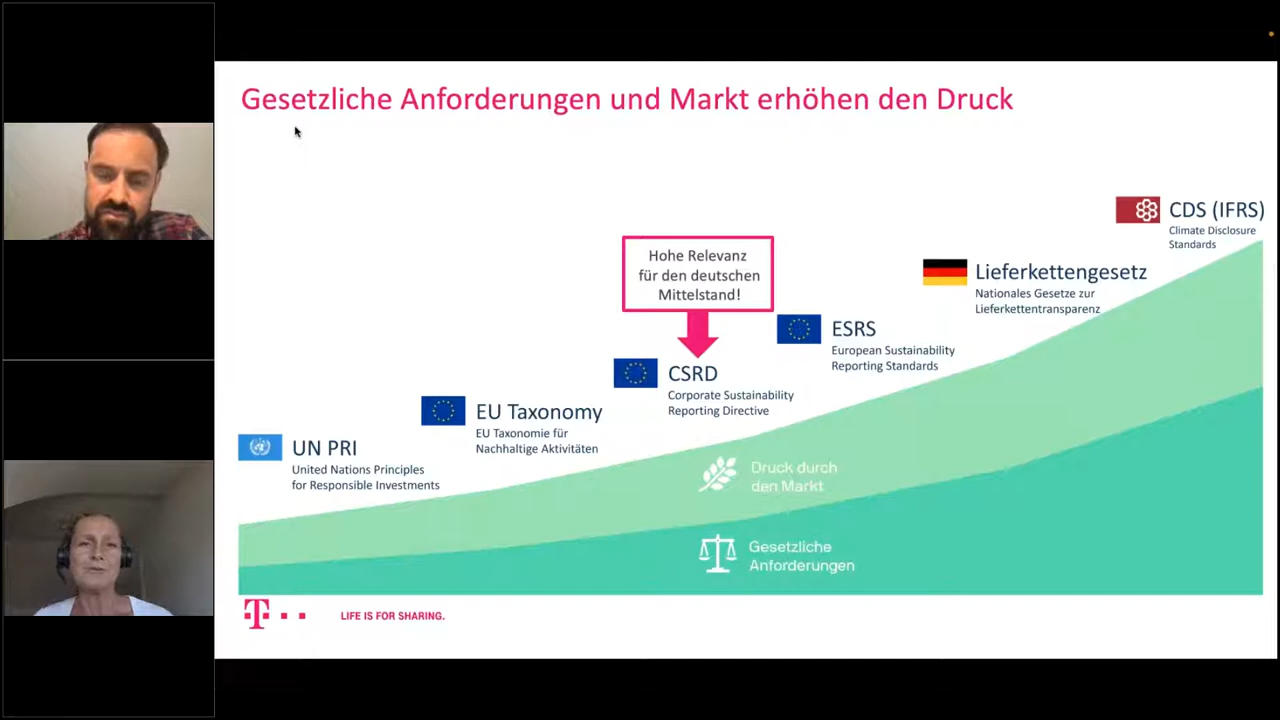 Gesetzliche Anforderungen und Markt erhöhen den Druck
CDS (IFRS)
Climate Disclosure
Standards
Hohe Relevanz
für den deutschen
Mittelstand!
Lieferkettengesetz
Nationales Gesetze zur
Lieferkettentransparenz
ESRS
European Sustainability
Reporting Standards
CSRD
Corporate Sustainability
Reporting Directive
EU Taxonomy
EU Taxonomie für
Nachhaltige Aktivitäten
UN PRI
United Nations Principles
for Responsible Investments
Druck durch
den Markt
Gesetzliche
Anforderungen
T
LIFE IS FOR SHARING.